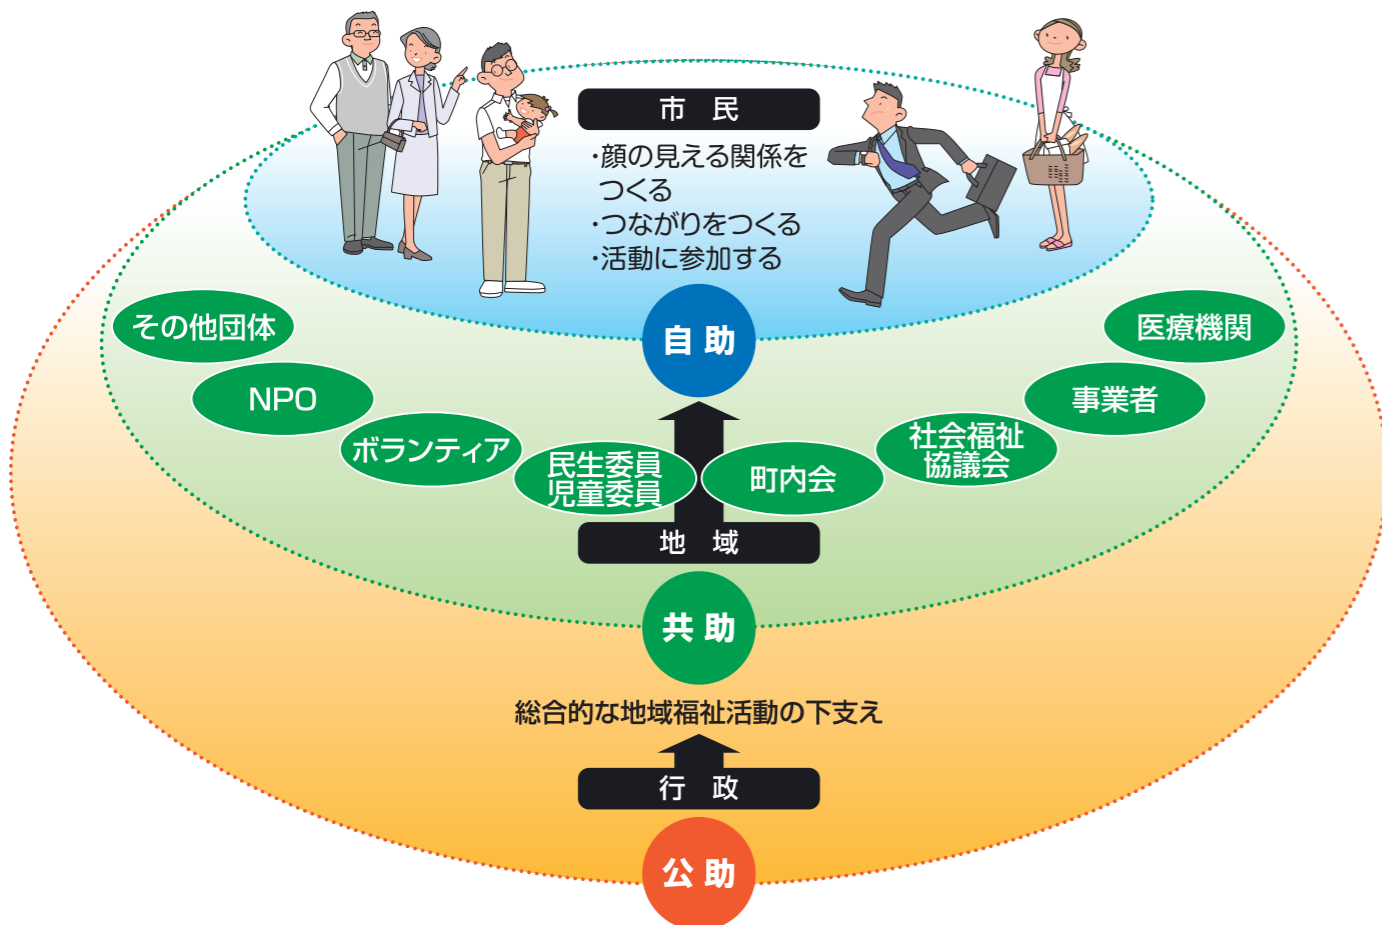 市 民
・顔の見える関係を
つくる
・つながりをつくる
・活動に参加する
自 助
その他団体
NPO
ボランティア
民生委員
児童委員
町内会
社会福祉
協議会
事業者
医療機関
地 域
共 助
総合的な地域福祉活動の下支え
行 政
公 助